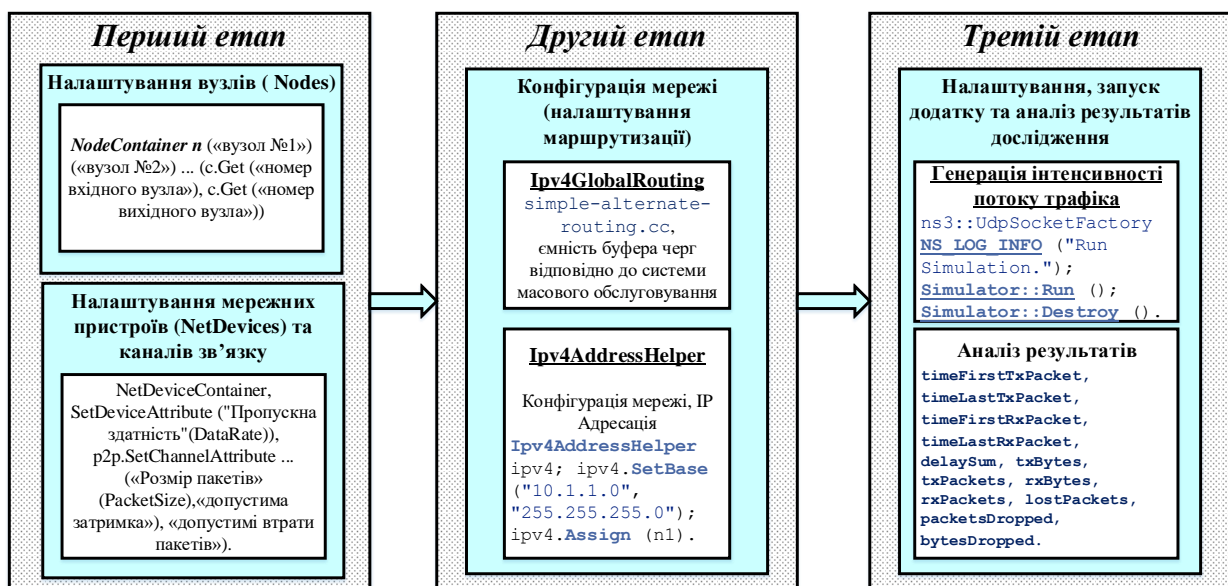 Перший етап
Налаштування вузлів ( Nodes)
NodeContainer n («вузол №1»)
(«вузол №2») ... (c.Get («номер
вхідного вузла»), c.Get («номер
вихідного вузла»))
Налаштування мережних
пристроїв (NetDevices) та
каналів зв’язку
NetDeviceContainer,
SetDeviceAttribute ("Пропускна
здатність"(DataRate)),
p2p.SetChannelAttribute ...
(«Розмір пакетів»
(PacketSize),«допустима
затримка»), «допустимі втрати
пакетів»).
Другий етап
Конфігурація мережі
(налаштування
маршрутизації)
Ipv4GlobalRouting
simple-alternate-
routing.cc,
ємність буфера черг
відповідно до системи
масового обслуговування
Ipv4AddressHelper
Конфігурація мережі, IP
Адресація
Ipv4AddressHelper
ipv4; ipv4.SetBase
("10.1.1.0",
"255.255.255.0");
ipv4.Assign (n1).
Третій етап
Налаштування, запуск
додатку та аналіз результатів
дослідження
Генерація інтенсивності
потоку трафіка
ns3::UdpSocketFactory
NS_LOG_INFO ("Run
Simulation.");
Simulator::Run ();
Simulator::Destroy ().
Аналіз результатів
timeFirstTxPacket,
timeLastTxPacket,
timeFirstRxPacket,
timeLastRxPacket,
delaySum, txBytes,
txPackets, rxBytes,
rxPackets, lostPackets,
packetsDropped,
bytesDropped.